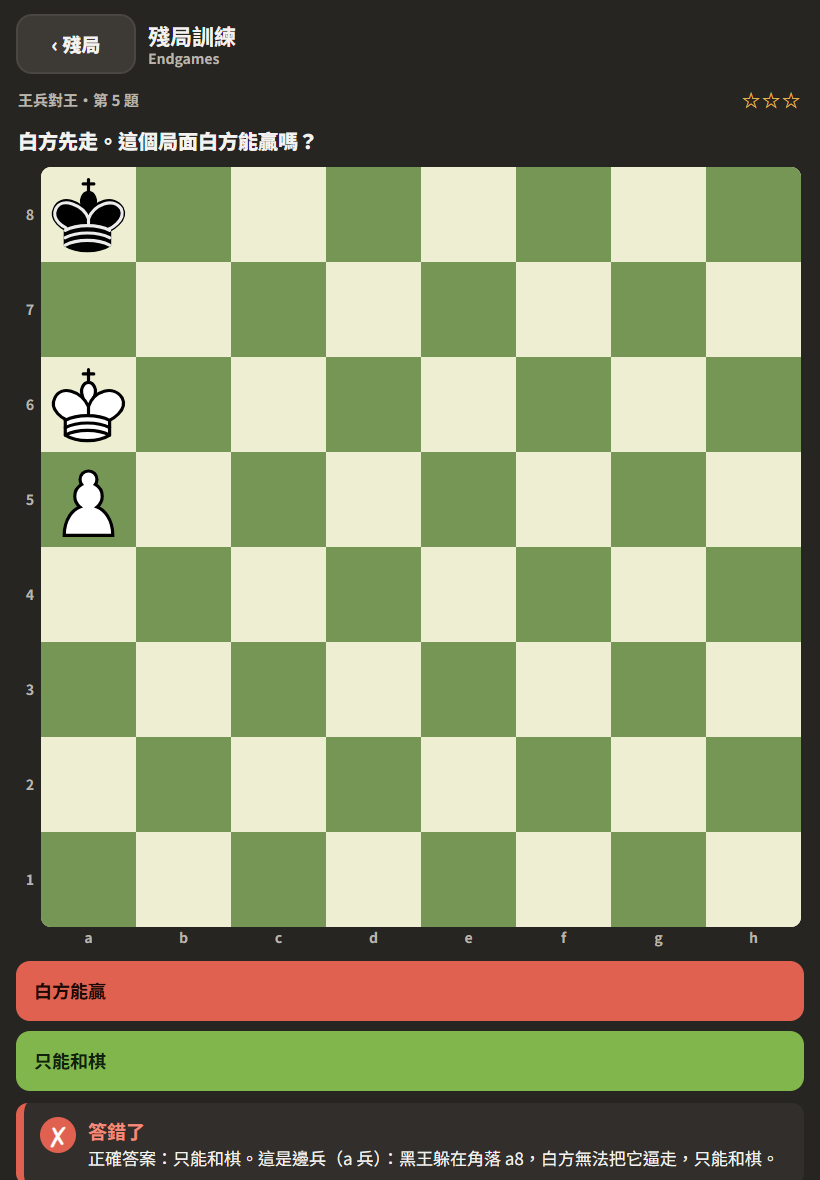 ‹ 殘局
殘局訓練
Endgames
王兵對王・第 5 題
☆☆☆
白方先走。這個局面白方能贏嗎？
8
7
6
5
4
3
2
1
a b c d e f g h
白方能贏
只能和棋
✗ 答錯了
正確答案：只能和棋。這是邊兵（a 兵）：黑王躲在角落 a8，白方無法把它逼走，只能和棋。